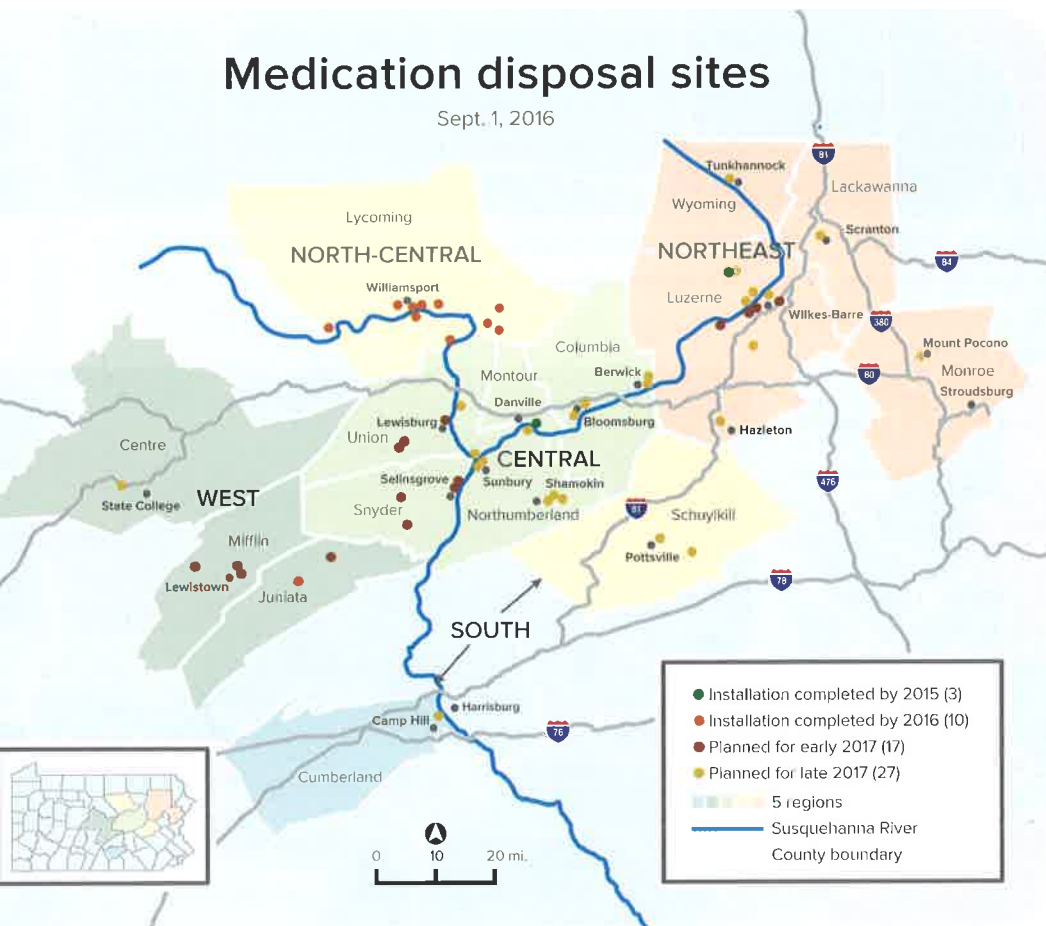 Medication disposal sites
Sept. 1, 2016
Tunkhannock
81
Lackawanna
Wyoming
Lycoming
Scranton
NORTH-CENTRAL
NORTHEAST
84
Williamsport
Luzerne
Wilkes-Barre
380
Columbia
Mount Pocono
Berwick
80
Monroe
Montour
Stroudsburg
Danville
Lewisburg
Bloomsburg
Hazleton
Union
Centre
CENTRAL
Selinsgrove
Sunbury
Shamokin
476
WEST
State College
Snyder
Northumberland
81
Schuylkill
Mifflin
Pottsville
Lewistown
78
Juniata
SOUTH
Harrisburg
Camp Hill
76
Cumberland
Installation completed by 2015 (3)
Installation completed by 2016 (10)
Planned for early 2017 (17)
Planned for late 2017 (27)
5 regions
Susquehanna River
County boundary
0 10 20 mi.